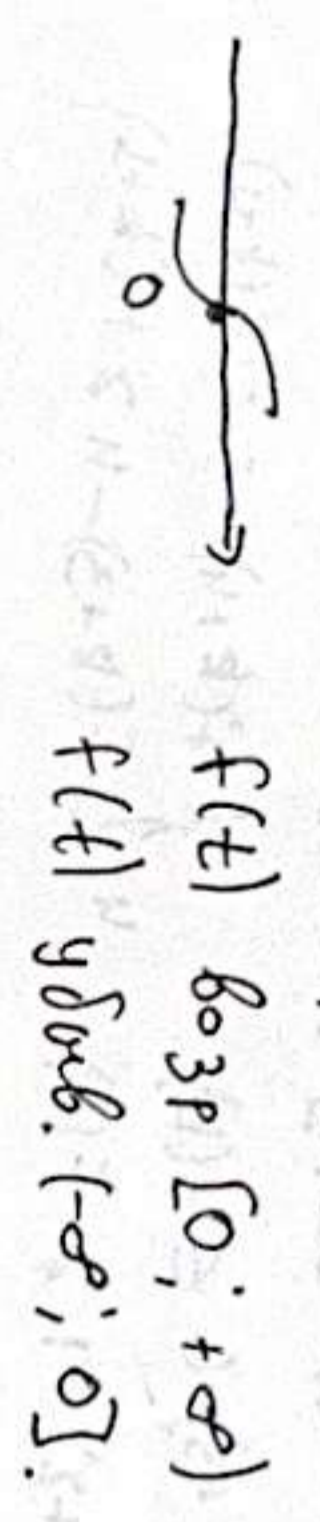 0
f(t) возр [0; +∞)
f(t) убыв. (-∞; 0].